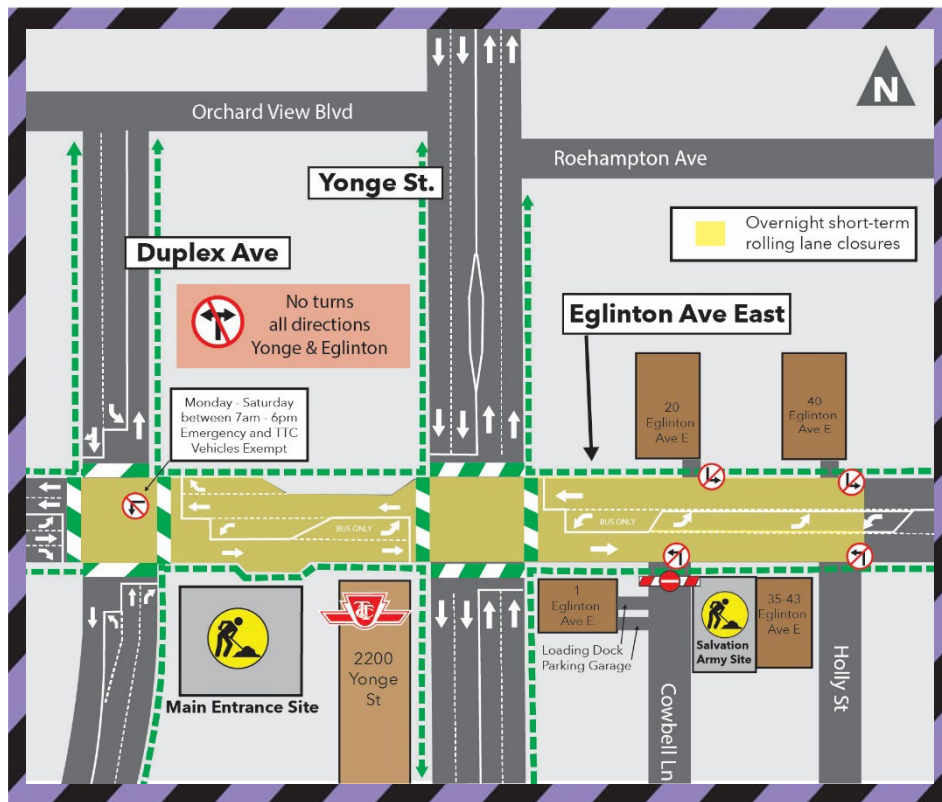 N
Orchard View Blvd
Roehampton Ave
Yonge St.
Overnight short-term
rolling lane closures
Duplex Ave
No turns
all directions
Yonge & Eglinton
Eglinton Ave East
Monday - Saturday
between 7am - 6pm
Emergency and TTC
Vehicles Exempt
20
Eglinton
Ave E
40
Eglinton
Ave E
BUS ONLY
BUS ONLY
1
Eglinton
Ave E
Loading Dock
Parking Garage
TTC
2200
Yonge
St
Main Entrance Site
Salvation
Army Site
35-43
Eglinton
Ave E
Cowbell Ln
Holly St